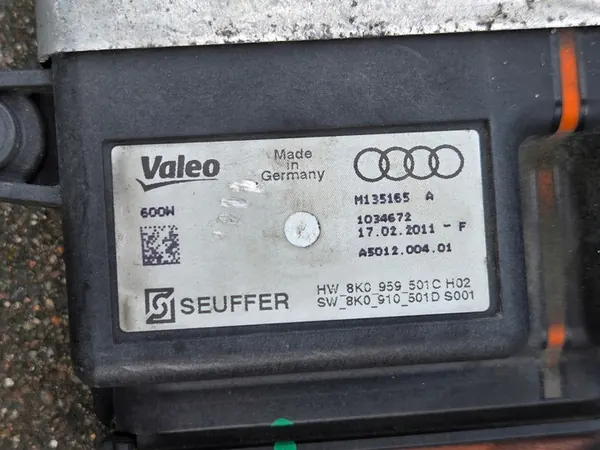 Valeo
Made in Germany
600W
M135165 A
1034672
17.02.2011 - F
A5012.004.01
SEUFFER
HW_8K0_959_501C H02
SW_8K0_910_501D S001